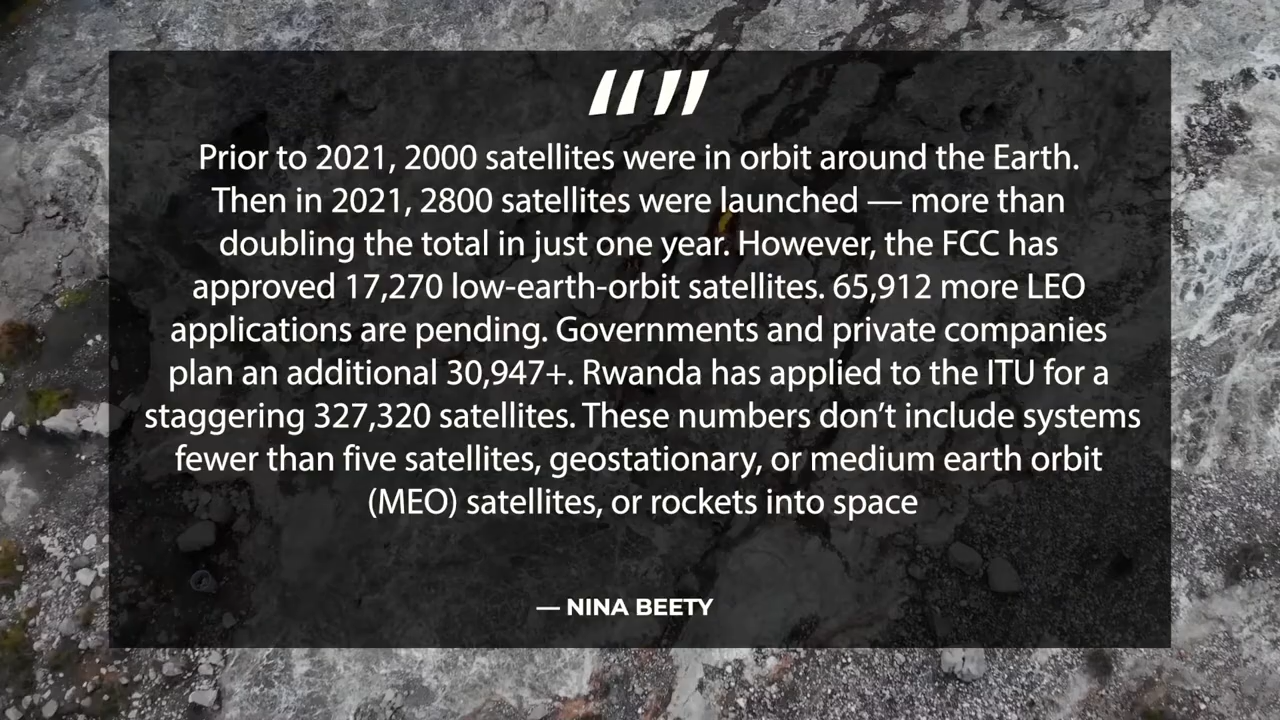 ""
Prior to 2021, 2000 satellites were in orbit around the Earth.
Then in 2021, 2800 satellites were launched — more than
doubling the total in just one year. However, the FCC has
approved 17,270 low-earth-orbit satellites. 65,912 more LEO
applications are pending. Governments and private companies
plan an additional 30,947+. Rwanda has applied to the ITU for a
staggering 327,320 satellites. These numbers don’t include systems
fewer than five satellites, geostationary, or medium earth orbit
(MEO) satellites, or rockets into space
— NINA BEETY